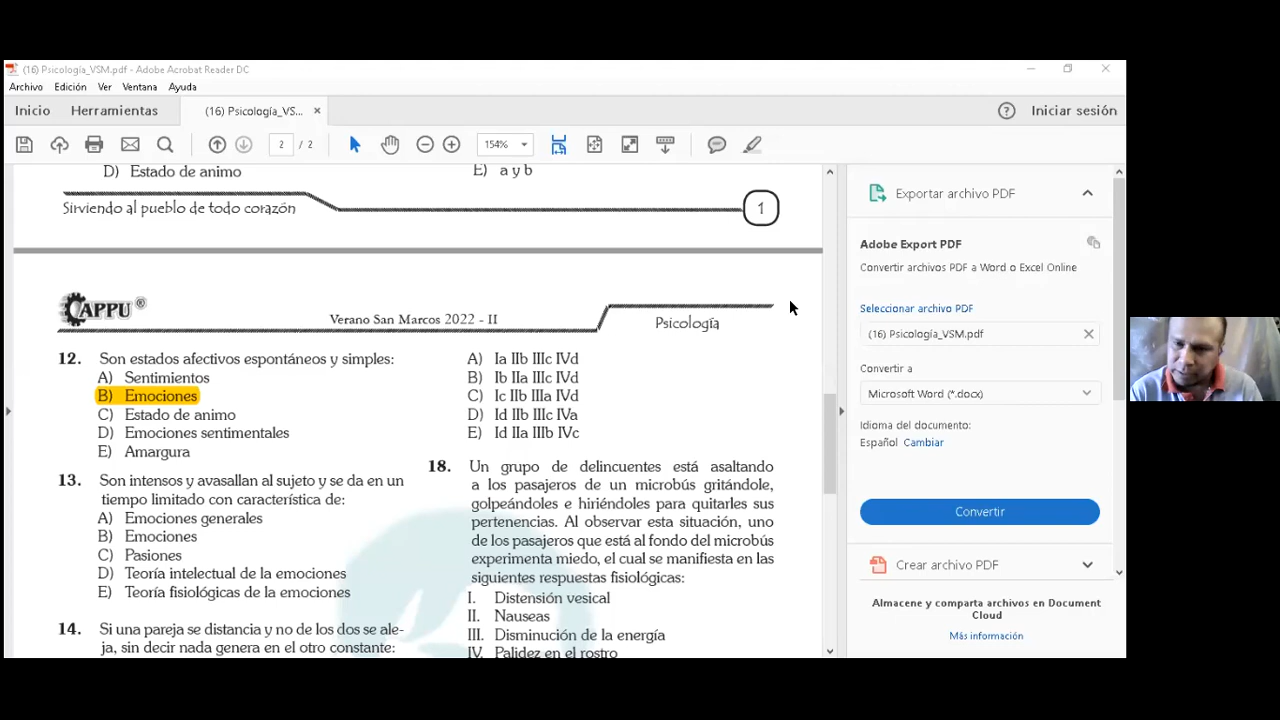 (16) Psicología_VSM.pdf - Adobe Acrobat Reader DC
Archivo Edición Ver Ventana Ayuda
Inicio Herramientas (16) Psicología_VS... × Iniciar sesión
2 / 2 154%
D) Estado de animo
E) a y b
Sirviendo al pueblo de todo corazón 1
CAPPU ®
Verano San Marcos 2022 - II
Psicología
12. Son estados afectivos espontáneos y simples:
A) Sentimientos
B) Emociones
C) Estado de animo
D) Emociones sentimentales
E) Amargura
13. Son intensos y avasallan al sujeto y se da en un
tiempo limitado con característica de:
A) Emociones generales
B) Emociones
C) Pasiones
D) Teoría intelectual de la emociones
E) Teoría fisiológicas de la emociones
14. Si una pareja se distancia y no de los dos se ale-
ja, sin decir nada genera en el otro constante:
A) Ia IIb IIIc IVd
B) Ib IIa IIIc IVd
C) Ic IIb IIIa IVd
D) Id IIb IIIc IVa
E) Id IIa IIIb IVc
18. Un grupo de delincuentes está asaltando
a los pasajeros de un microbús gritándole,
golpeándoles e hiriéndoles para quitarles sus
pertenencias. Al observar esta situación, uno
de los pasajeros que está al fondo del microbús
experimenta miedo, el cual se manifiesta en las
siguientes respuestas fisiológicas:
I. Distensión vesical
II. Nauseas
III. Disminución de la energía
IV. Palidez en el rostro
Exportar archivo PDF
Adobe Export PDF
Convertir archivos PDF a Word o Excel Online
Seleccionar archivo PDF
(16) Psicología_VSM.pdf
Convertir a
Microsoft Word (*.docx)
Idioma del documento:
Español Cambiar
Convertir
Crear archivo PDF
Almacene y comparta archivos en Document
Cloud
Más información